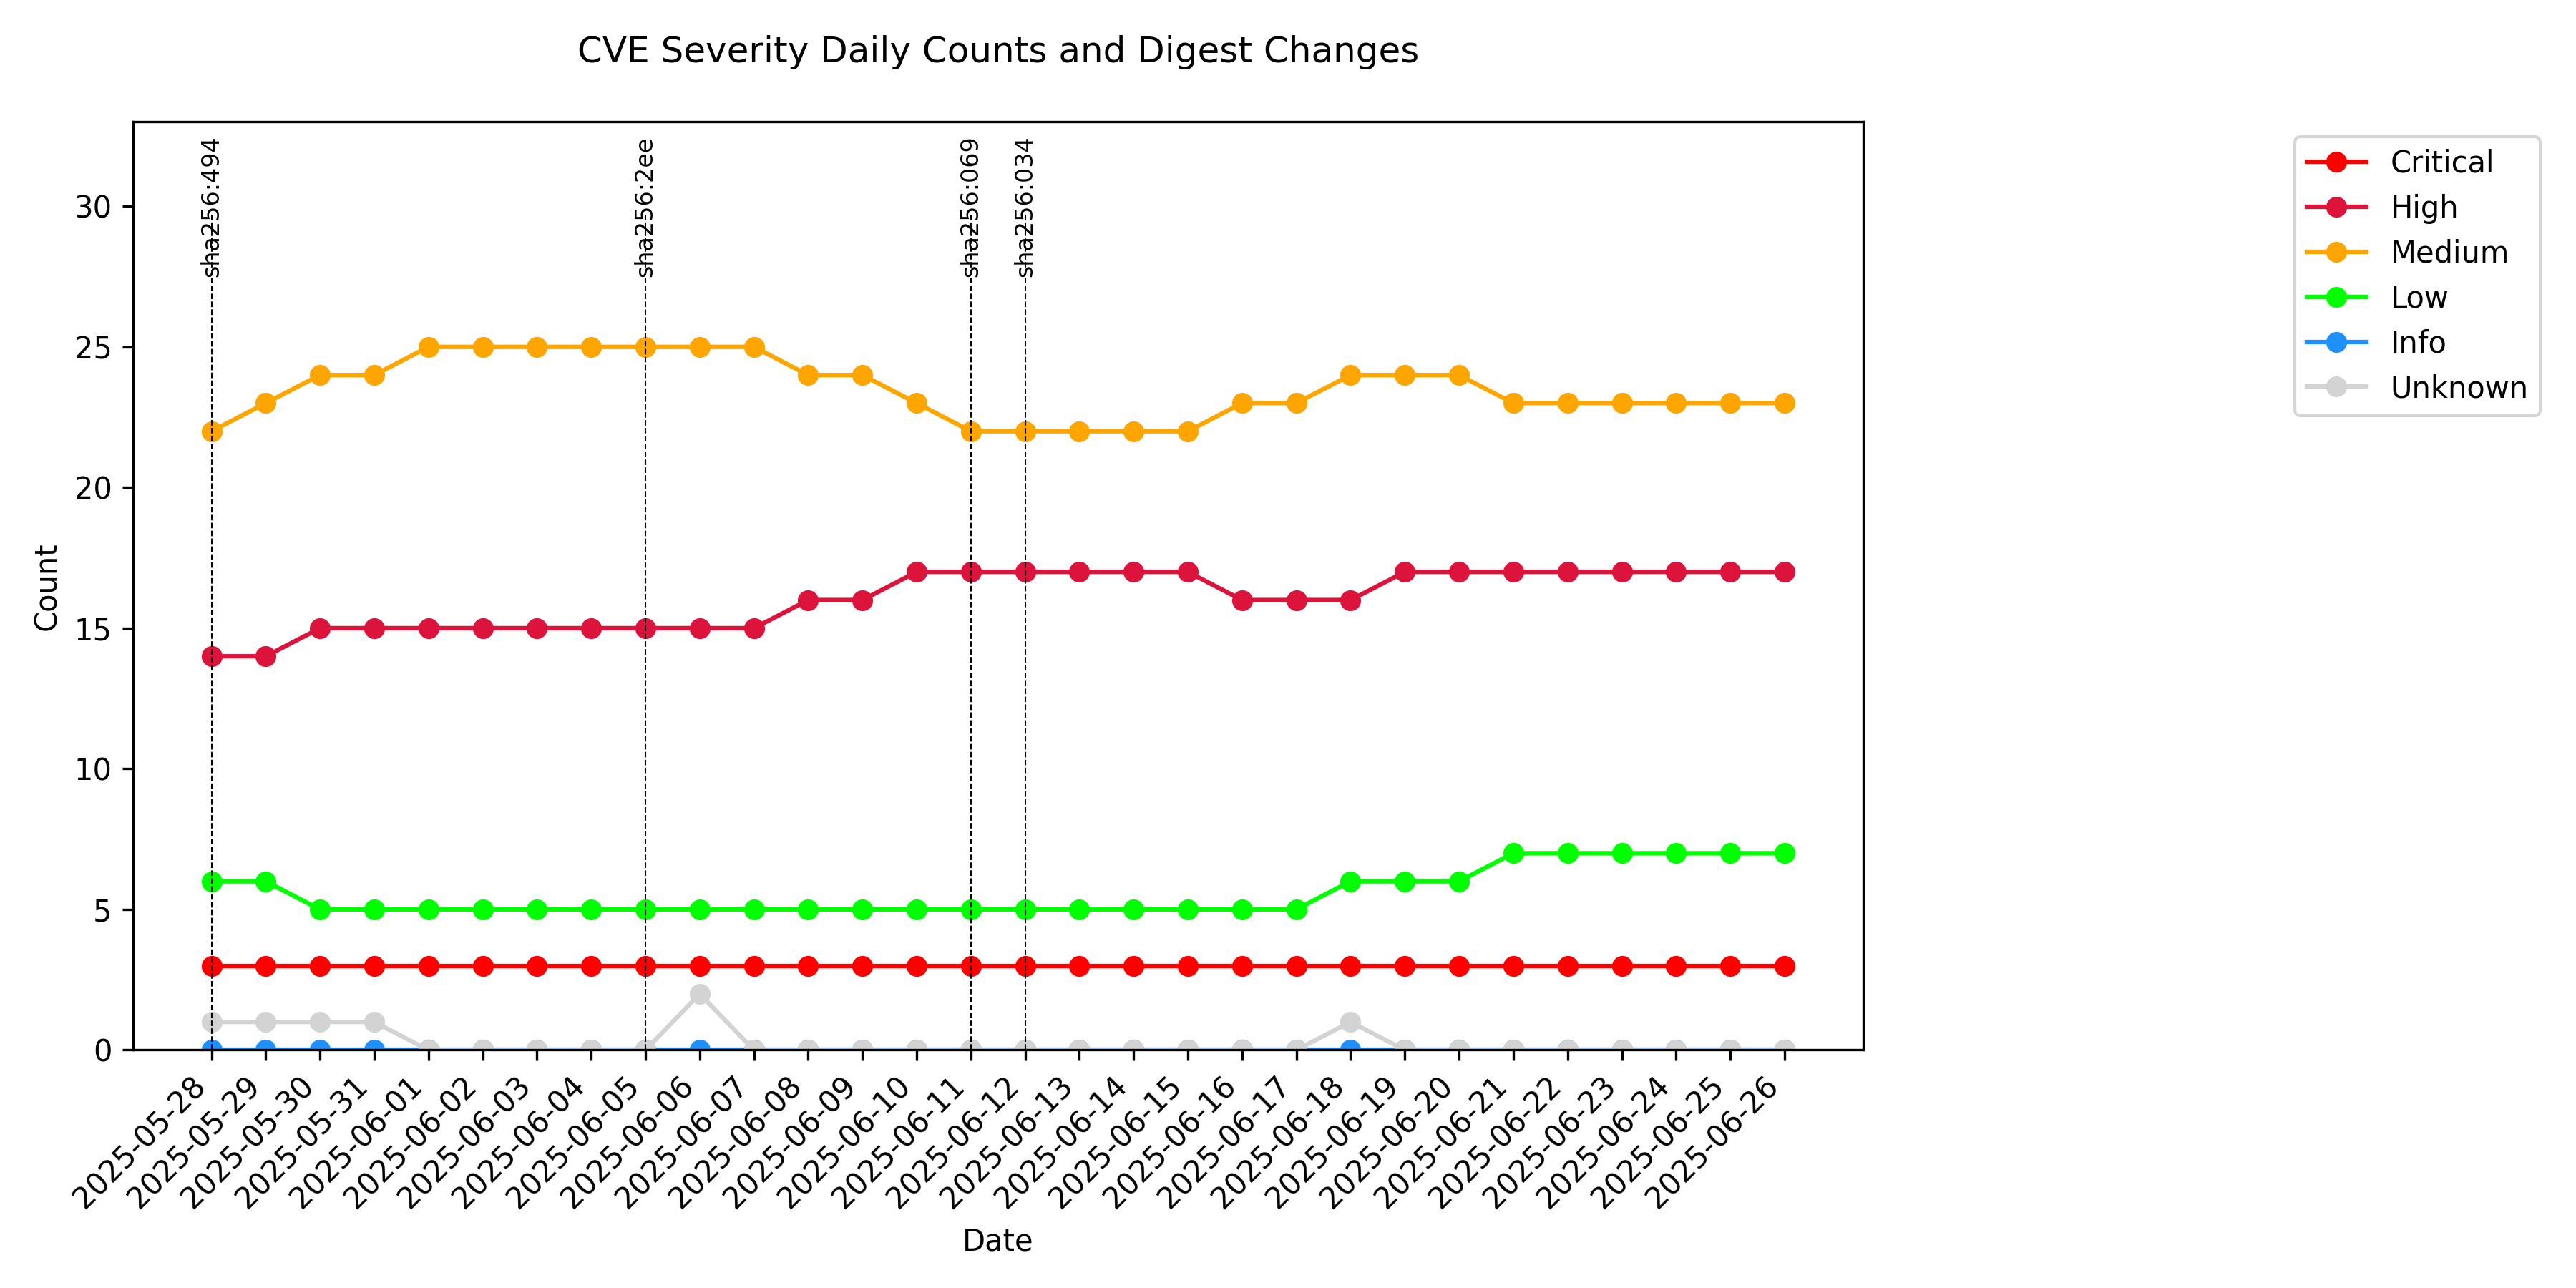 CVE Severity Daily Counts and Digest Changes
sha256:494
sha256:2ee
sha256:069
sha256:034
Critical
High
Medium
Low
Info
Unknown
30
25
20
15
10
5
0
Count
2025-05-28
2025-05-29
2025-05-30
2025-05-31
2025-06-01
2025-06-02
2025-06-03
2025-06-04
2025-06-05
2025-06-06
2025-06-07
2025-06-08
2025-06-09
2025-06-10
2025-06-11
2025-06-12
2025-06-13
2025-06-14
2025-06-15
2025-06-16
2025-06-17
2025-06-18
2025-06-19
2025-06-20
2025-06-21
2025-06-22
2025-06-23
2025-06-24
2025-06-25
2025-06-26
Date